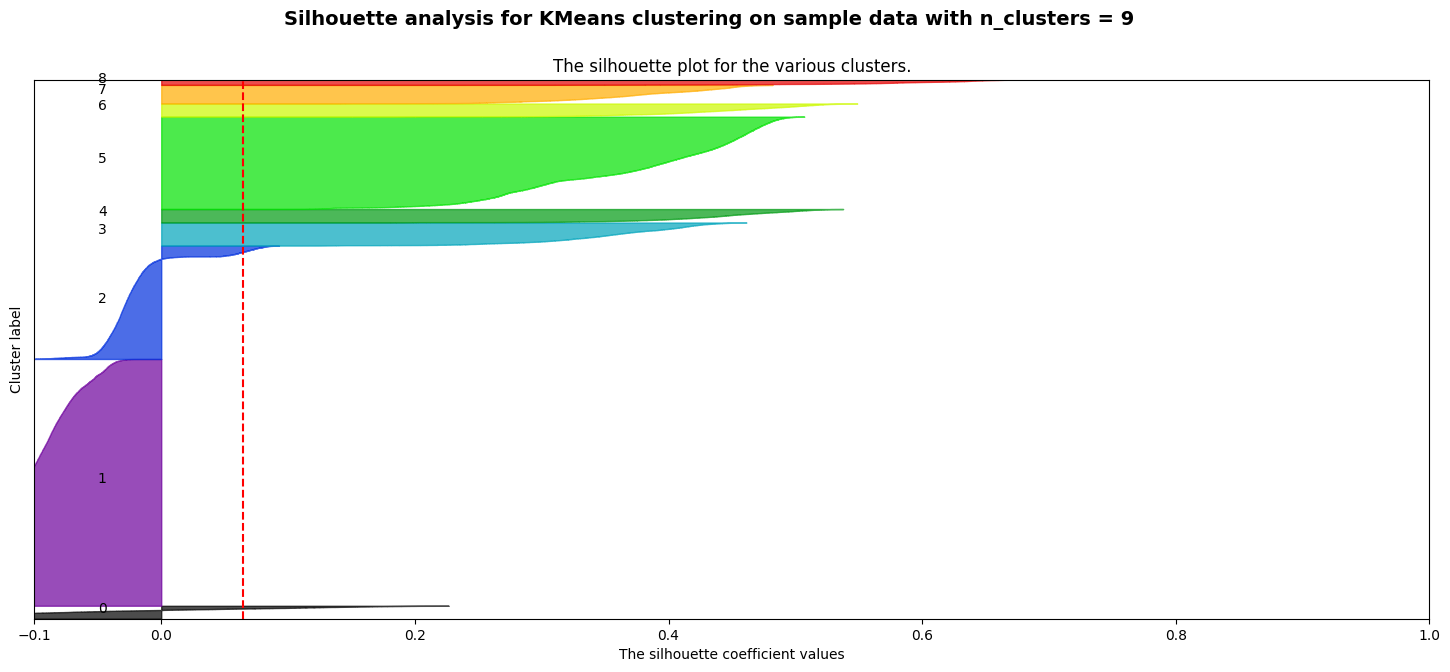 Silhouette analysis for KMeans clustering on sample data with n_clusters = 9
The silhouette plot for the various clusters.
8
7
6
5
4
3
2
1
0
Cluster label
−0.1 0.0 0.2 0.4 0.6 0.8 1.0
The silhouette coefficient values